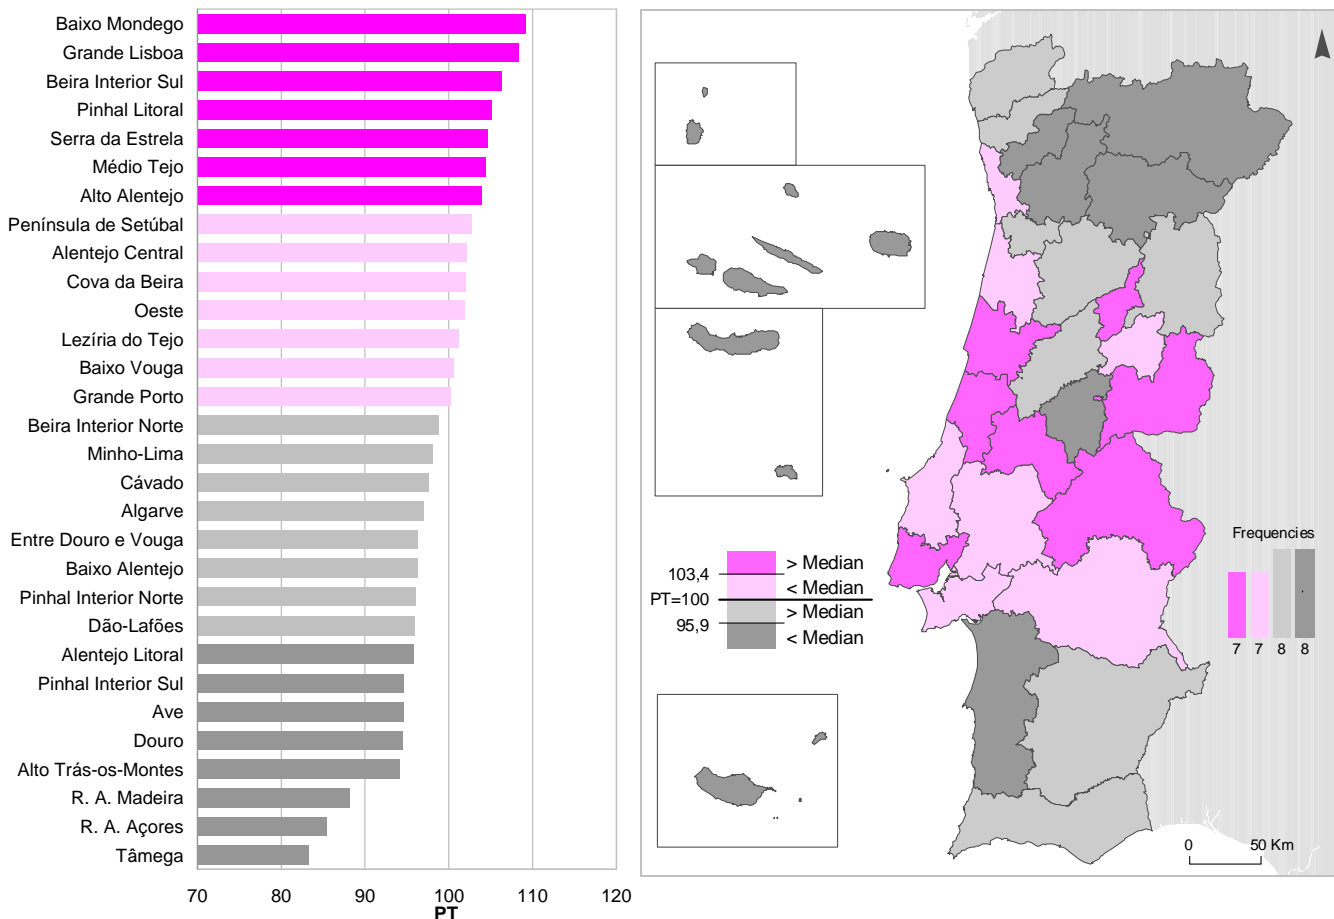 Baixo Mondego
Grande Lisboa
Beira Interior Sul
Pinhal Litoral
Serra da Estrela
Médio Tejo
Alto Alentejo
Península de Setúbal
Alentejo Central
Cova da Beira
Oeste
Lezíria do Tejo
Baixo Vouga
Grande Porto
Beira Interior Norte
Minho-Lima
Cávado
Algarve
Entre Douro e Vouga
Baixo Alentejo
Pinhal Interior Norte
Dão-Lafões
Alentejo Litoral
Pinhal Interior Sul
Ave
Douro
Alto Trás-os-Montes
R. A. Madeira
R. A. Açores
Tâmega
70 80 90 100 110 120
PT
> Median
103,4
< Median
PT=100
> Median
95,9
< Median
Frequencies
7 7 8 8
0 50 Km